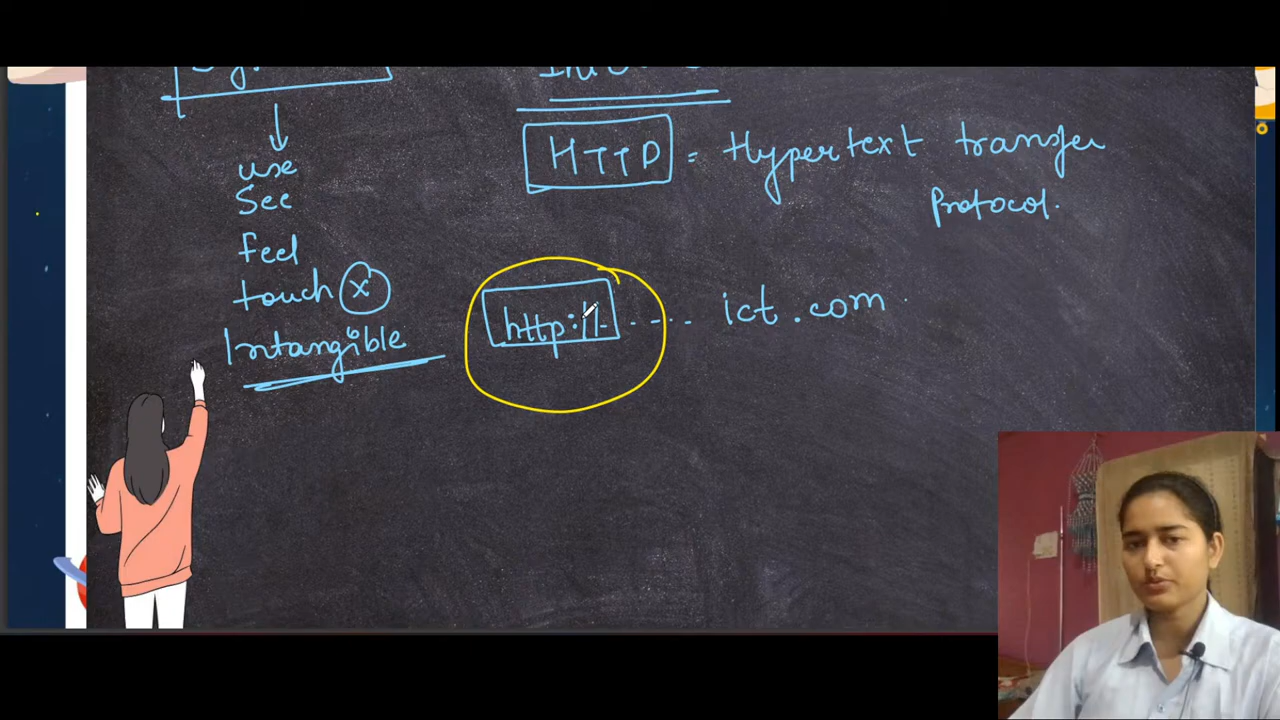 use
See
feel
touch x
Intangible
HTTP = Hypertext transfer
Protocol.
http://- . - . . ict.com